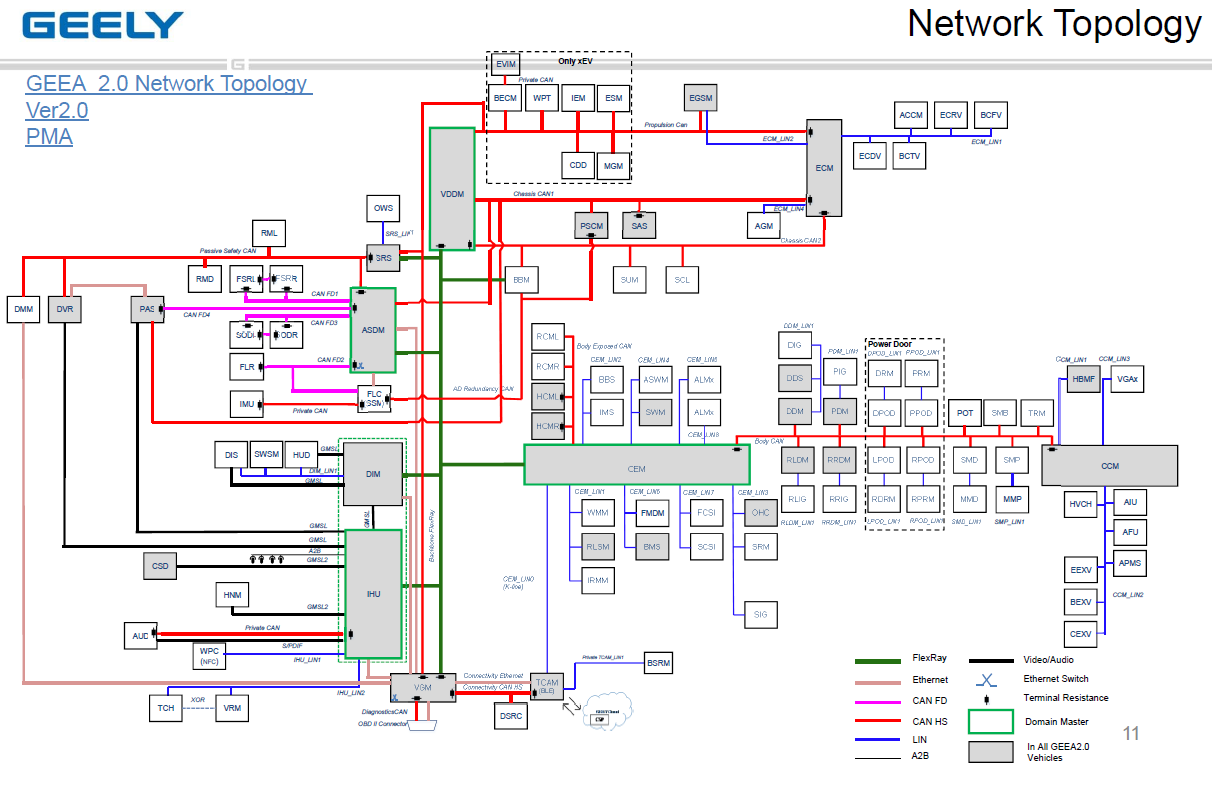 GEELY
Network Topology
G
GEEA 2.0 Network Topology
Ver2.0
PMA
Only xEV
EVIM
Private CAN
BECM
WPT
IEM
ESM
CDD
MGM
EGSM
Propulsion Can
ECM_LIN2
ECM
ACCM
ECRV
BCFV
ECM_LIN1
ECDV
BCTV
VDDM
Chassis CAN1
ECM_LIN4
AGM
PSCM
SAS
Chassis CAN2
OWS
SRS_LIN1
SRS
RML
Passive Safety CAN
RMD
FSRL
FSRR
DMM
DVR
PAS
CAN FD1
CAN FD4
CAN FD3
SODL
SODR
ASDM
FLR
CAN FD2
FLC
(SSM)
IMU
Private CAN
AD Redundancy CAN
BBM
SUM
SCL
RCML
RCMR
HCML
HCMR
Body Exposed CAN
CEM_LIN2
CEM_LIN4
CEM_LIN5
BBS
ASWM
ALMx
IMS
SWM
ALMx
CEM_LIN8
DDM_LIN1
DIG
DDS
DDM
PDM_LIN1
PIG
PDM
Power Door
DPOD_LIN1
PPOD_LIN1
DRM
PRM
DPOD
PPOD
POT
SMB
TRM
CCM_LIN1
CCM_LIN3
HBMF
VGAx
Body CAN
CEM
RLDM
RRDM
LPOD
RPOD
SMD
SMP
CCM
RLIG
RRIG
RDRM
RPRM
MMD
MMP
RLDM_LIN1
RRDM_LIN1
LPOD_LIN1
RPOD_LIN1
SMD_LIN1
SMP_LIN1
HVCH
AIU
AFU
EEXV
APMS
BEXV
CCM_LIN2
CEXV
DIS
SWSM
HUD
GMSL
DIM_LIN1
GMSL
DIM
GMSL
Backbone FlexRay
CEM_LIN1
CEM_LIN6
CEM_LIN7
CEM_LIN3
WMM
FMDM
FCSI
OHC
RLSM
BMS
SCSI
SRM
IRMM
SIG
CEM_LIN0
(K-line)
GMSL
GMSL
A2B
GMSL2
CSD
IHU
HNM
GMSL2
AUD
Private CAN
S/PDIF
WPC
(NFC)
IHU_LIN1
IHU_LIN2
TCH
XOR
VRM
VGM
Connectivity Ethernet
Connectivity CAN HS
DiagnosticsCAN
OBD II Connector
DSRC
TCAM
(BLE)
Private TCAM_LIN1
BSRM
FlexRay
Ethernet
CAN FD
CAN HS
LIN
A2B
Video/Audio
Ethernet Switch
Terminal Resistance
Domain Master
In All GEEA2.0
Vehicles
11